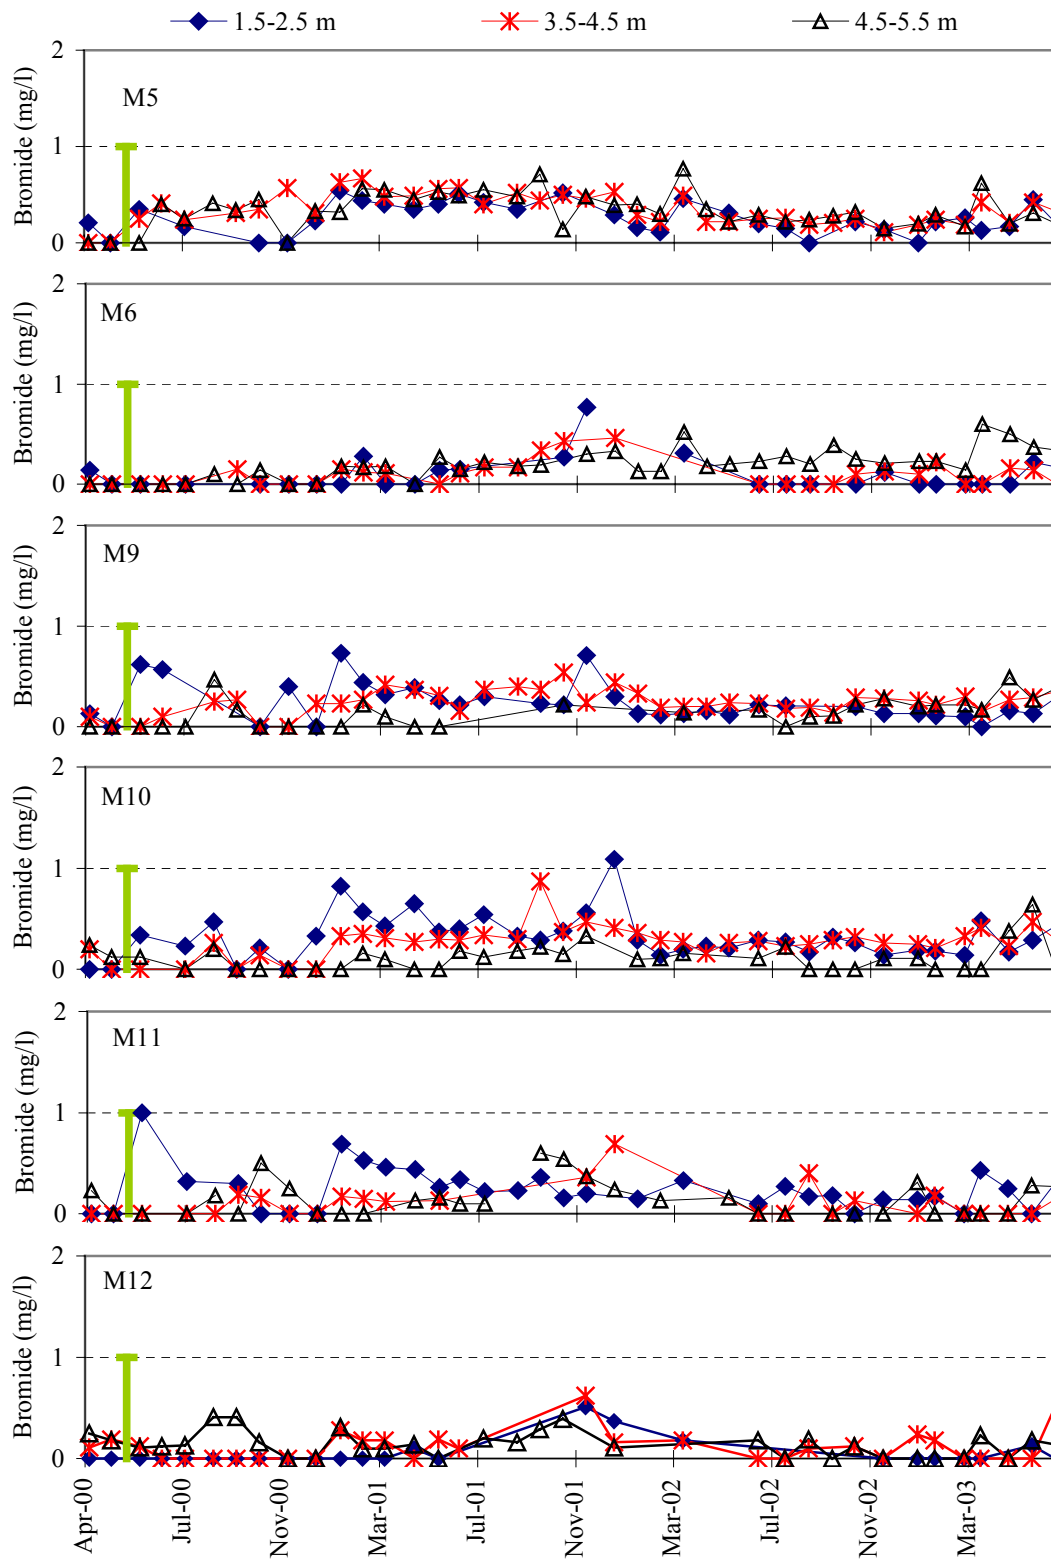 1.5-2.5 m 3.5-4.5 m 4.5-5.5 m
Bromide (mg/l)
2
1
0
M5
Bromide (mg/l)
2
1
0
M6
Bromide (mg/l)
2
1
0
M9
Bromide (mg/l)
2
1
0
M10
Bromide (mg/l)
2
1
0
M11
Bromide (mg/l)
2
1
0
M12
Apr-00 Jul-00 Nov-00 Mar-01 Jul-01 Nov-01 Mar-02 Jul-02 Nov-02 Mar-03